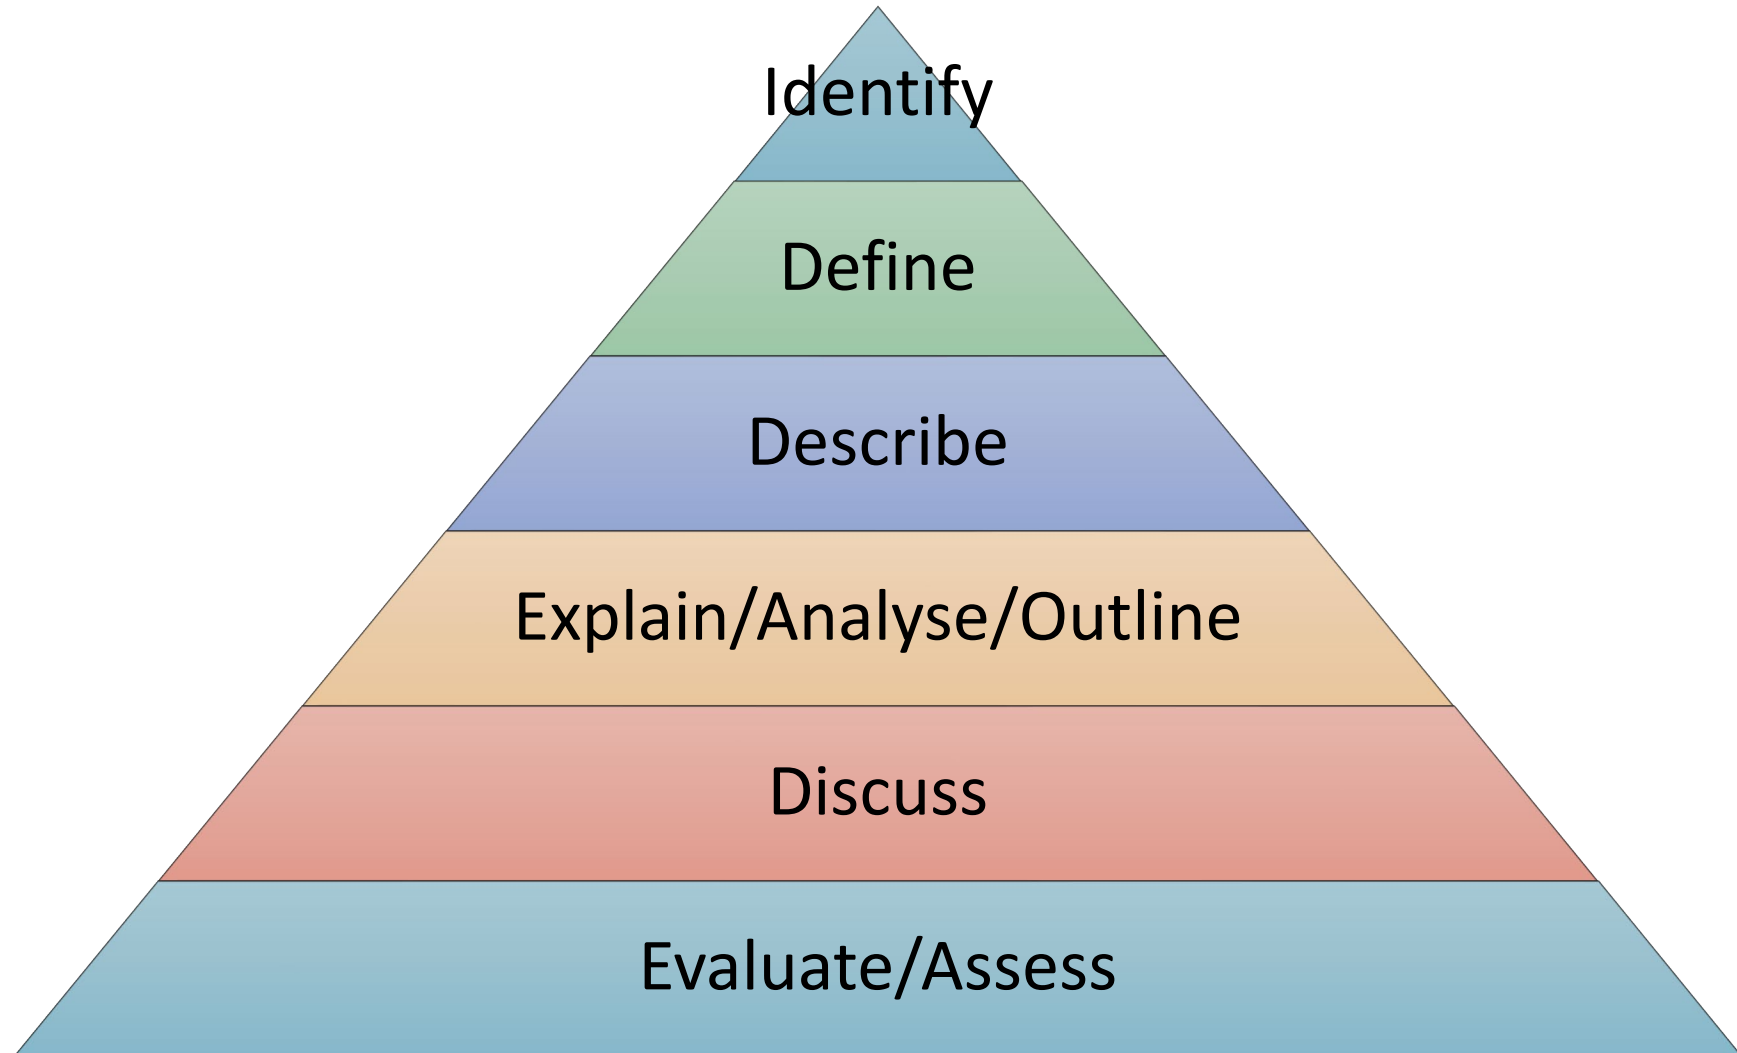 Identify
Define
Describe
Explain/Analyse/Outline
Discuss
Evaluate/Assess